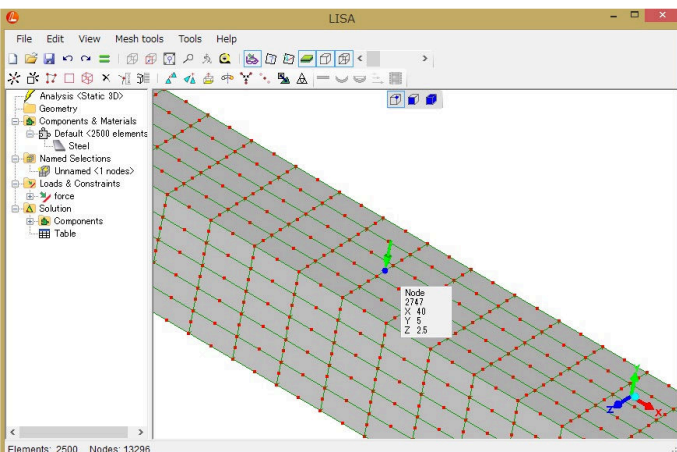 LISA
File Edit View Mesh tools Tools Help
Analysis <Static 3D>
Geometry
Components & Materials
Default <2500 elements
Steel
Named Selections
Unnamed <1 nodes>
Loads & Constraints
force
Solution
Components
Table
Node
2747
X 40
Y 5
Z 2.5
Z
X
Elements: 2500 Nodes: 13296